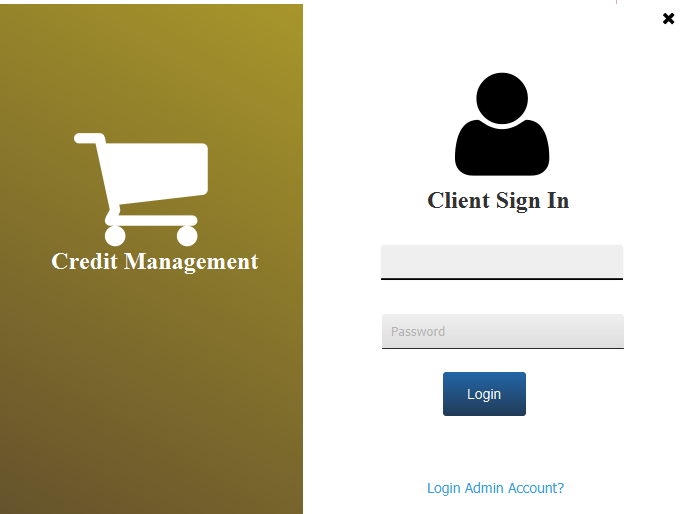 Credit Management
Client Sign In
Password
Login
Login Admin Account?